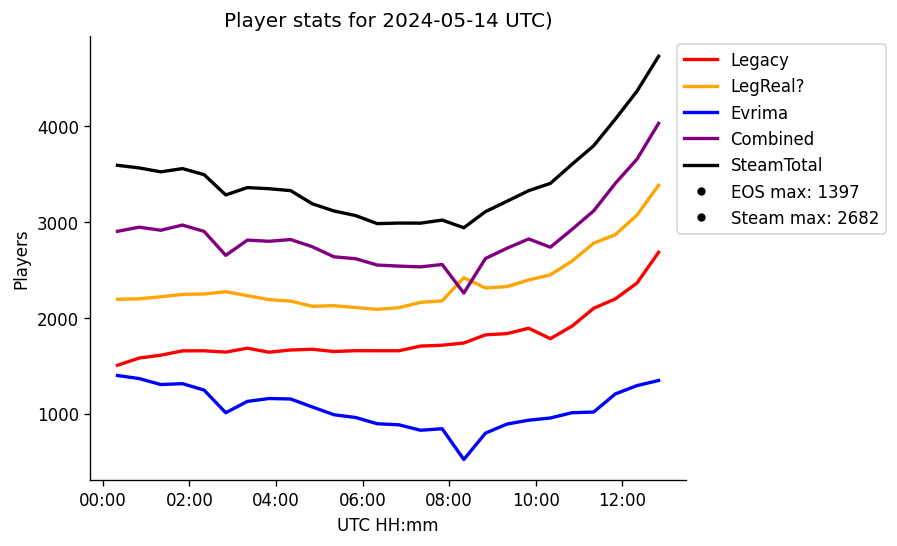 Player stats for 2024-05-14 UTC)
Legacy
LegReal?
Evrima
Combined
SteamTotal
EOS max: 1397
Steam max: 2682
Players
4000
3000
2000
1000
00:00 02:00 04:00 06:00 08:00 10:00 12:00
UTC HH:mm